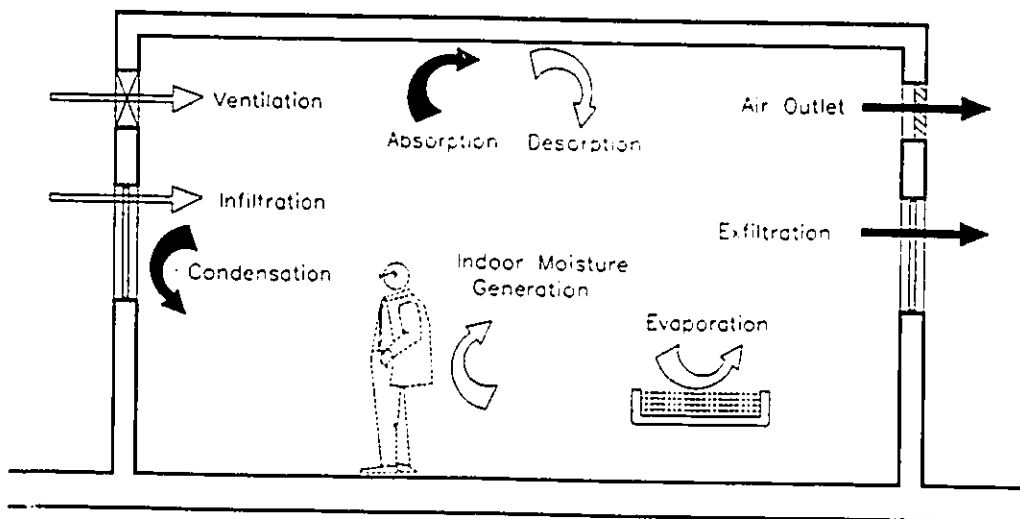 Ventilation
Absorption
Desorption
Air Outlet
Infiltration
Exfiltration
Condensation
Indoor Moisture
Generation
Evaporation